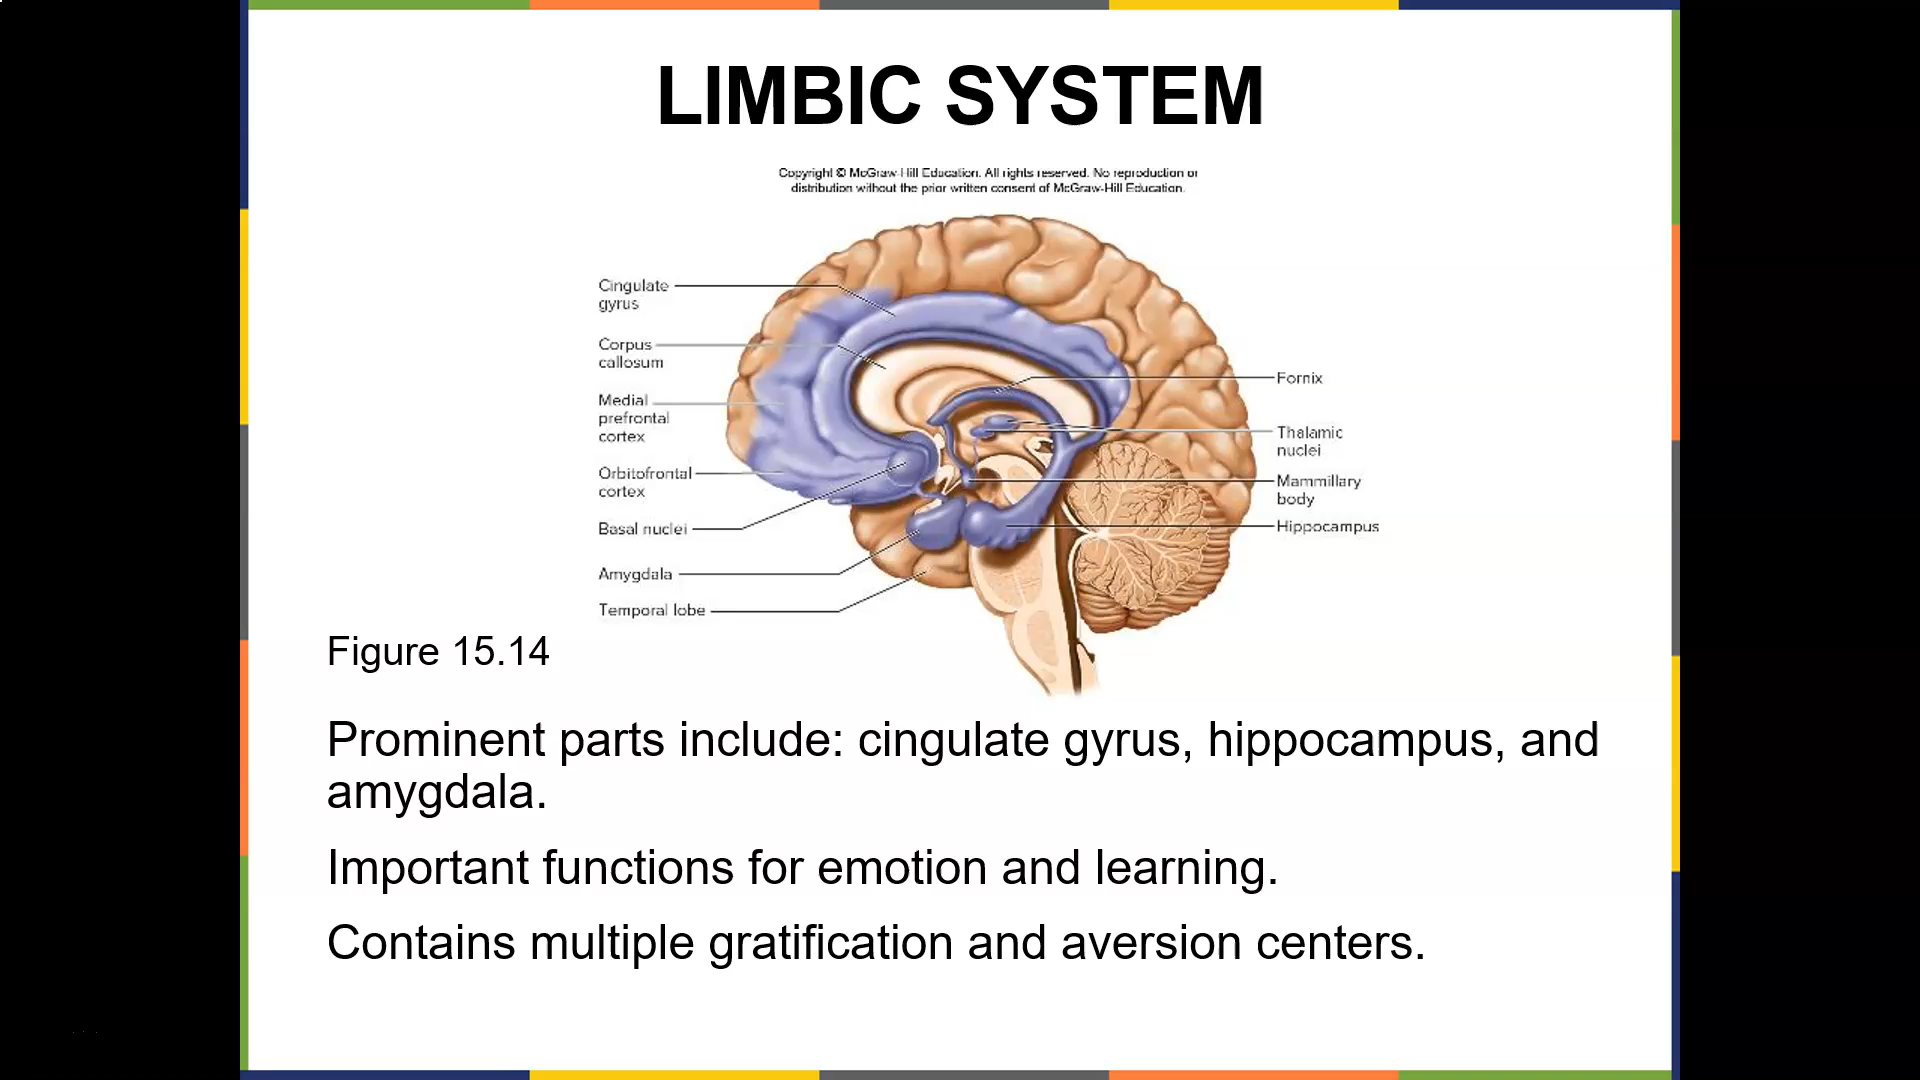 LIMBIC SYSTEM
Copyright © McGraw-Hill Education. All rights reserved. No reproduction or
distribution without the prior written consent of McGraw-Hill Education.
Cingulate
gyrus
Corpus
callosum
Medial
prefrontal
cortex
Orbitofrontal
cortex
Basal nuclei
Amygdala
Temporal lobe
Fornix
Thalamic
nuclei
Mammillary
body
Hippocampus
Figure 15.14
Prominent parts include: cingulate gyrus, hippocampus, and
amygdala.
Important functions for emotion and learning.
Contains multiple gratification and aversion centers.